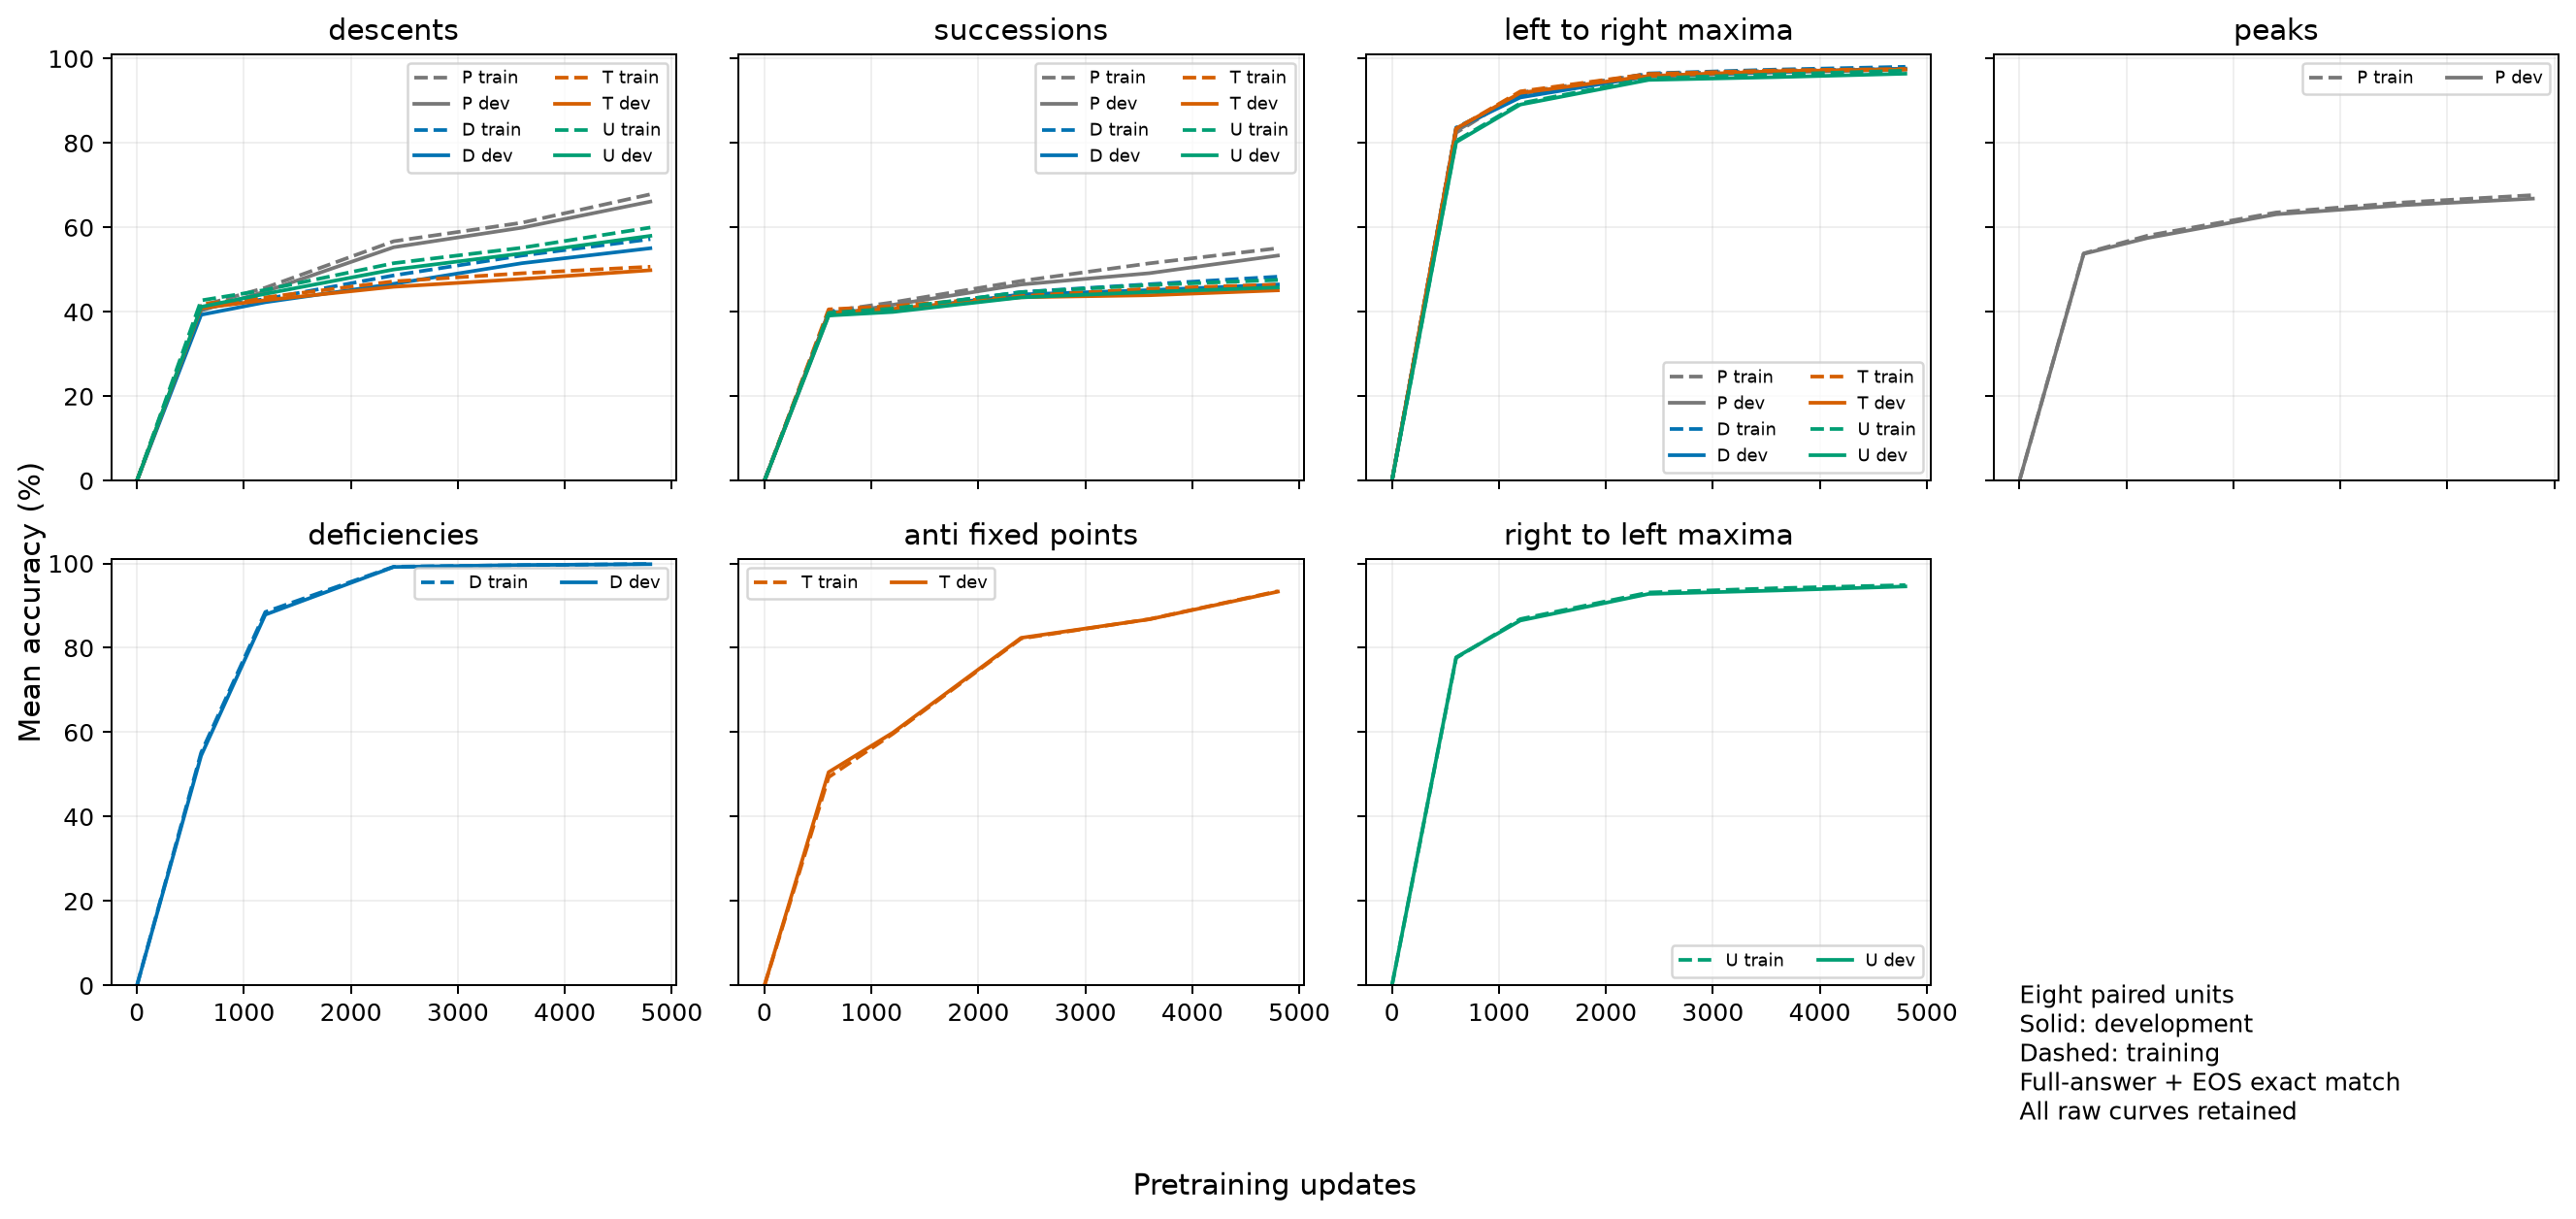 descents
successions
left to right maxima
peaks
100
80
60
40
20
0
P train
P dev
D train
D dev
T train
T dev
U train
U dev
P train
P dev
D train
D dev
T train
T dev
U train
U dev
P train
P dev
D train
D dev
T train
T dev
U train
U dev
P train
P dev
Mean accuracy (%)
deficiencies
anti fixed points
right to left maxima
100
80
60
40
20
0
D train
D dev
T train
T dev
U train
U dev
0 1000 2000 3000 4000 5000
0 1000 2000 3000 4000 5000
0 1000 2000 3000 4000 5000
Eight paired units
Solid: development
Dashed: training
Full-answer + EOS exact match
All raw curves retained
Pretraining updates